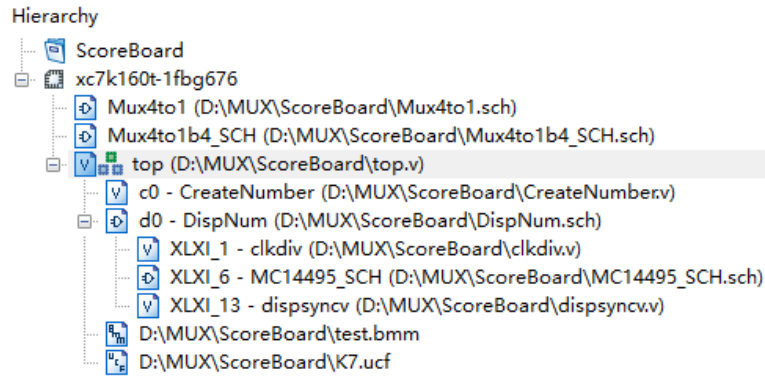 Hierarchy
ScoreBoard
xc7k160t-1fbg676
Mux4to1 (D:\MUX\ScoreBoard\Mux4to1.sch)
Mux4to1b4_SCH (D:\MUX\ScoreBoard\Mux4to1b4_SCH.sch)
top (D:\MUX\ScoreBoard\top.v)
c0 - CreateNumber (D:\MUX\ScoreBoard\CreateNumber.v)
d0 - DispNum (D:\MUX\ScoreBoard\DispNum.sch)
XLXI_1 - clkdiv (D:\MUX\ScoreBoard\clkdiv.v)
XLXI_6 - MC14495_SCH (D:\MUX\ScoreBoard\MC14495_SCH.sch)
XLXI_13 - dispsyncv (D:\MUX\ScoreBoard\dispsyncv.v)
D:\MUX\ScoreBoard\test.bmm
D:\MUX\ScoreBoard\K7.ucf